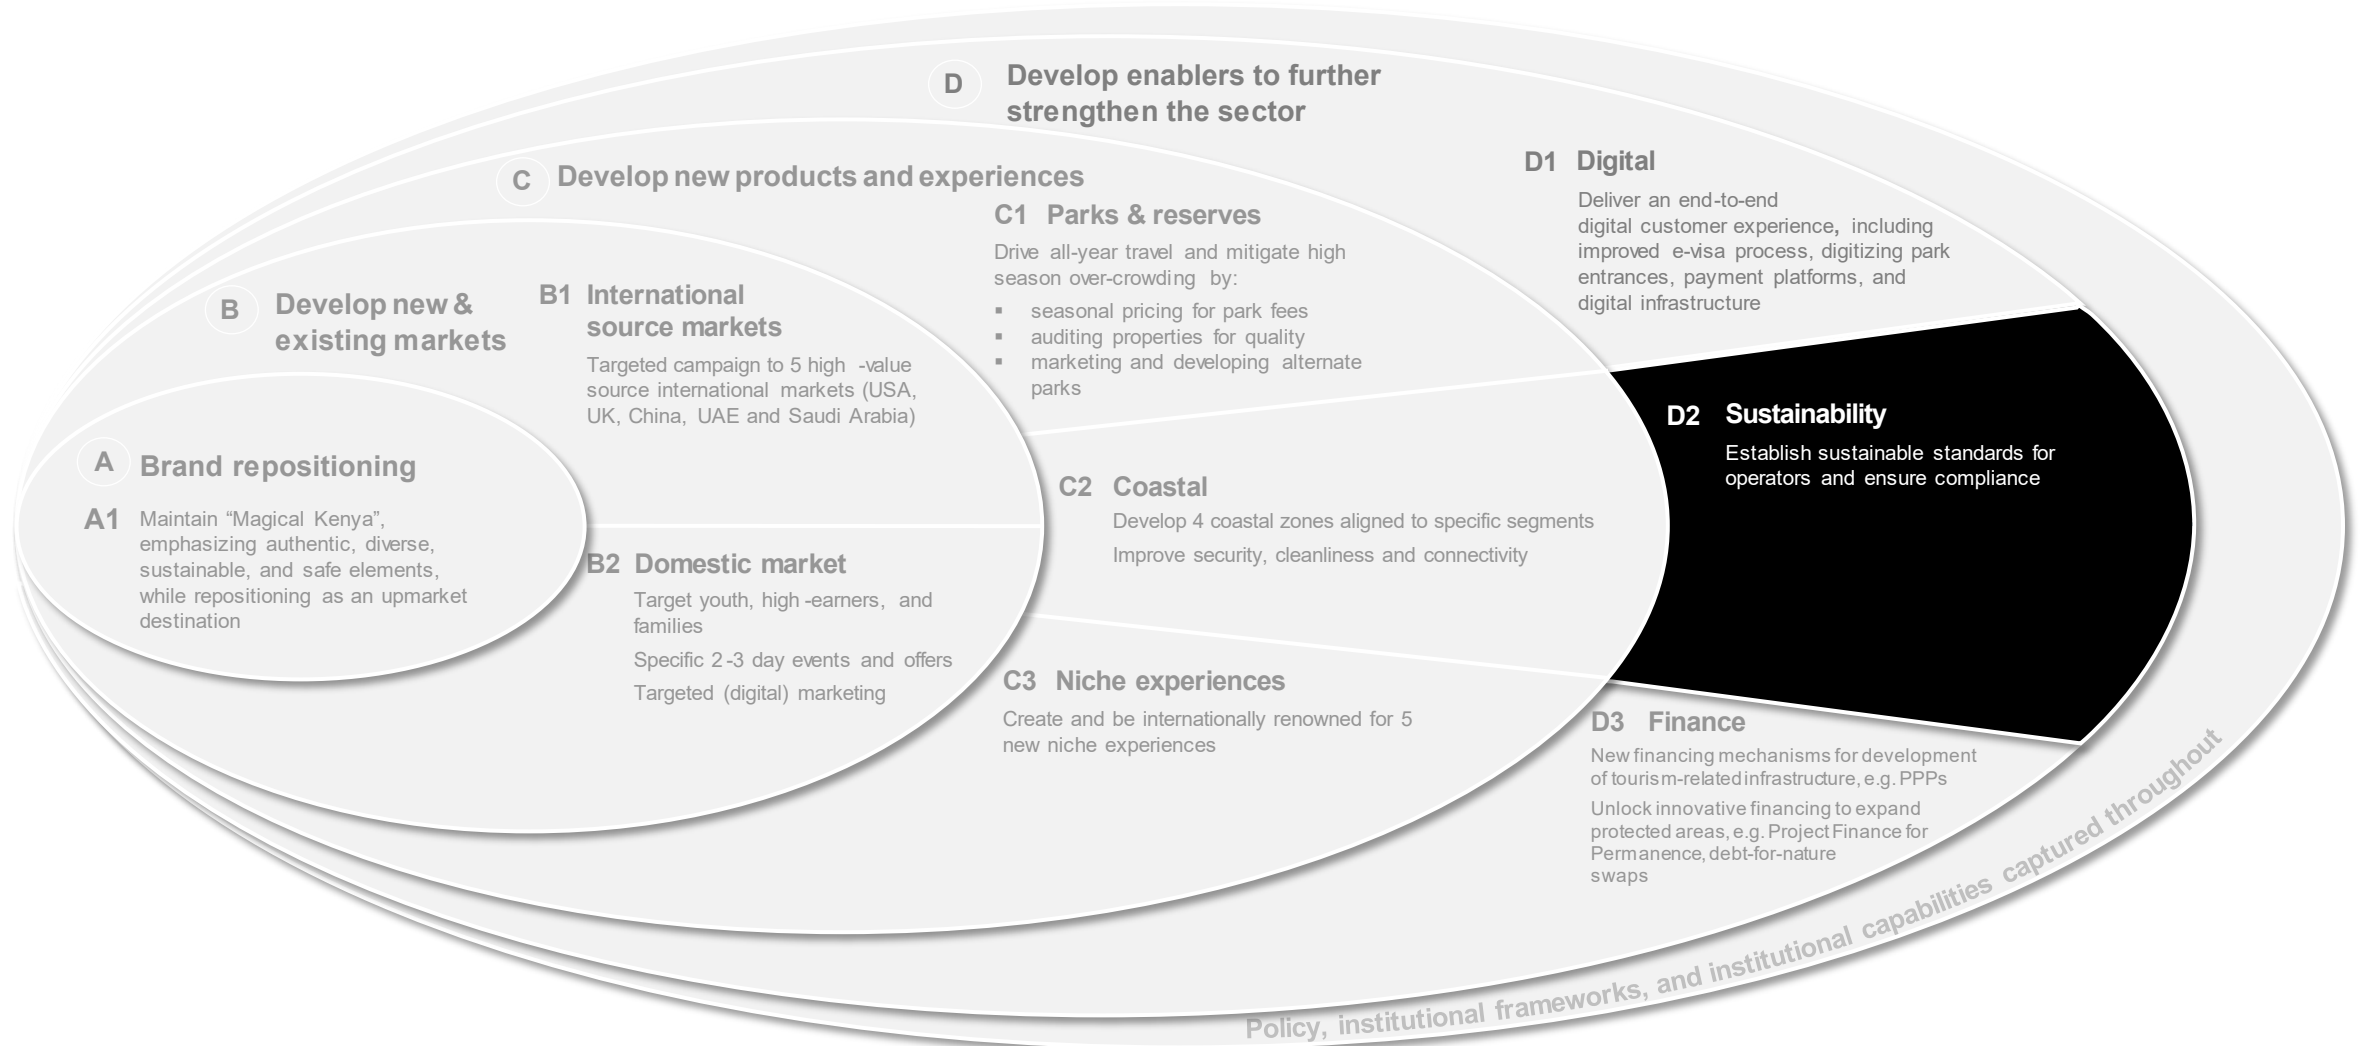 D
Develop enablers to further
strengthen the sector
C
Develop new products and experiences
B
Develop new &
existing markets
A
Brand repositioning
A1
Maintain “Magical Kenya”,
emphasizing authentic, diverse,
sustainable, and safe elements,
while repositioning as an upmarket
destination
B1 International
source markets
Targeted campaign to 5 high -value
source international markets (USA,
UK, China, UAE and Saudi Arabia)
B2 Domestic market
Target youth, high -earners, and
families
Specific 2 -3 day events and offers
Targeted (digital) marketing
C1 Parks & reserves
Drive all-year travel and mitigate high
season over-crowding by:
▪ seasonal pricing for park fees
▪ auditing properties for quality
▪ marketing and developing alternate
parks
C2 Coastal
Develop 4 coastal zones aligned to specific segments
Improve security, cleanliness and connectivity
C3 Niche experiences
Create and be internationally renowned for 5
new niche experiences
D1 Digital
Deliver an end-to-end
digital customer experience, including
improved e-visa process, digitizing park
entrances, payment platforms, and
digital infrastructure
D2 Sustainability
Establish sustainable standards for
operators and ensure compliance
D3 Finance
New financing mechanisms for development
of tourism-related infrastructure, e.g. PPPs
Unlock innovative financing to expand
protected areas, e.g. Project Finance for
Permanence, debt-for-nature
swaps
Policy, institutional frameworks, and institutional capabilities captured throughout